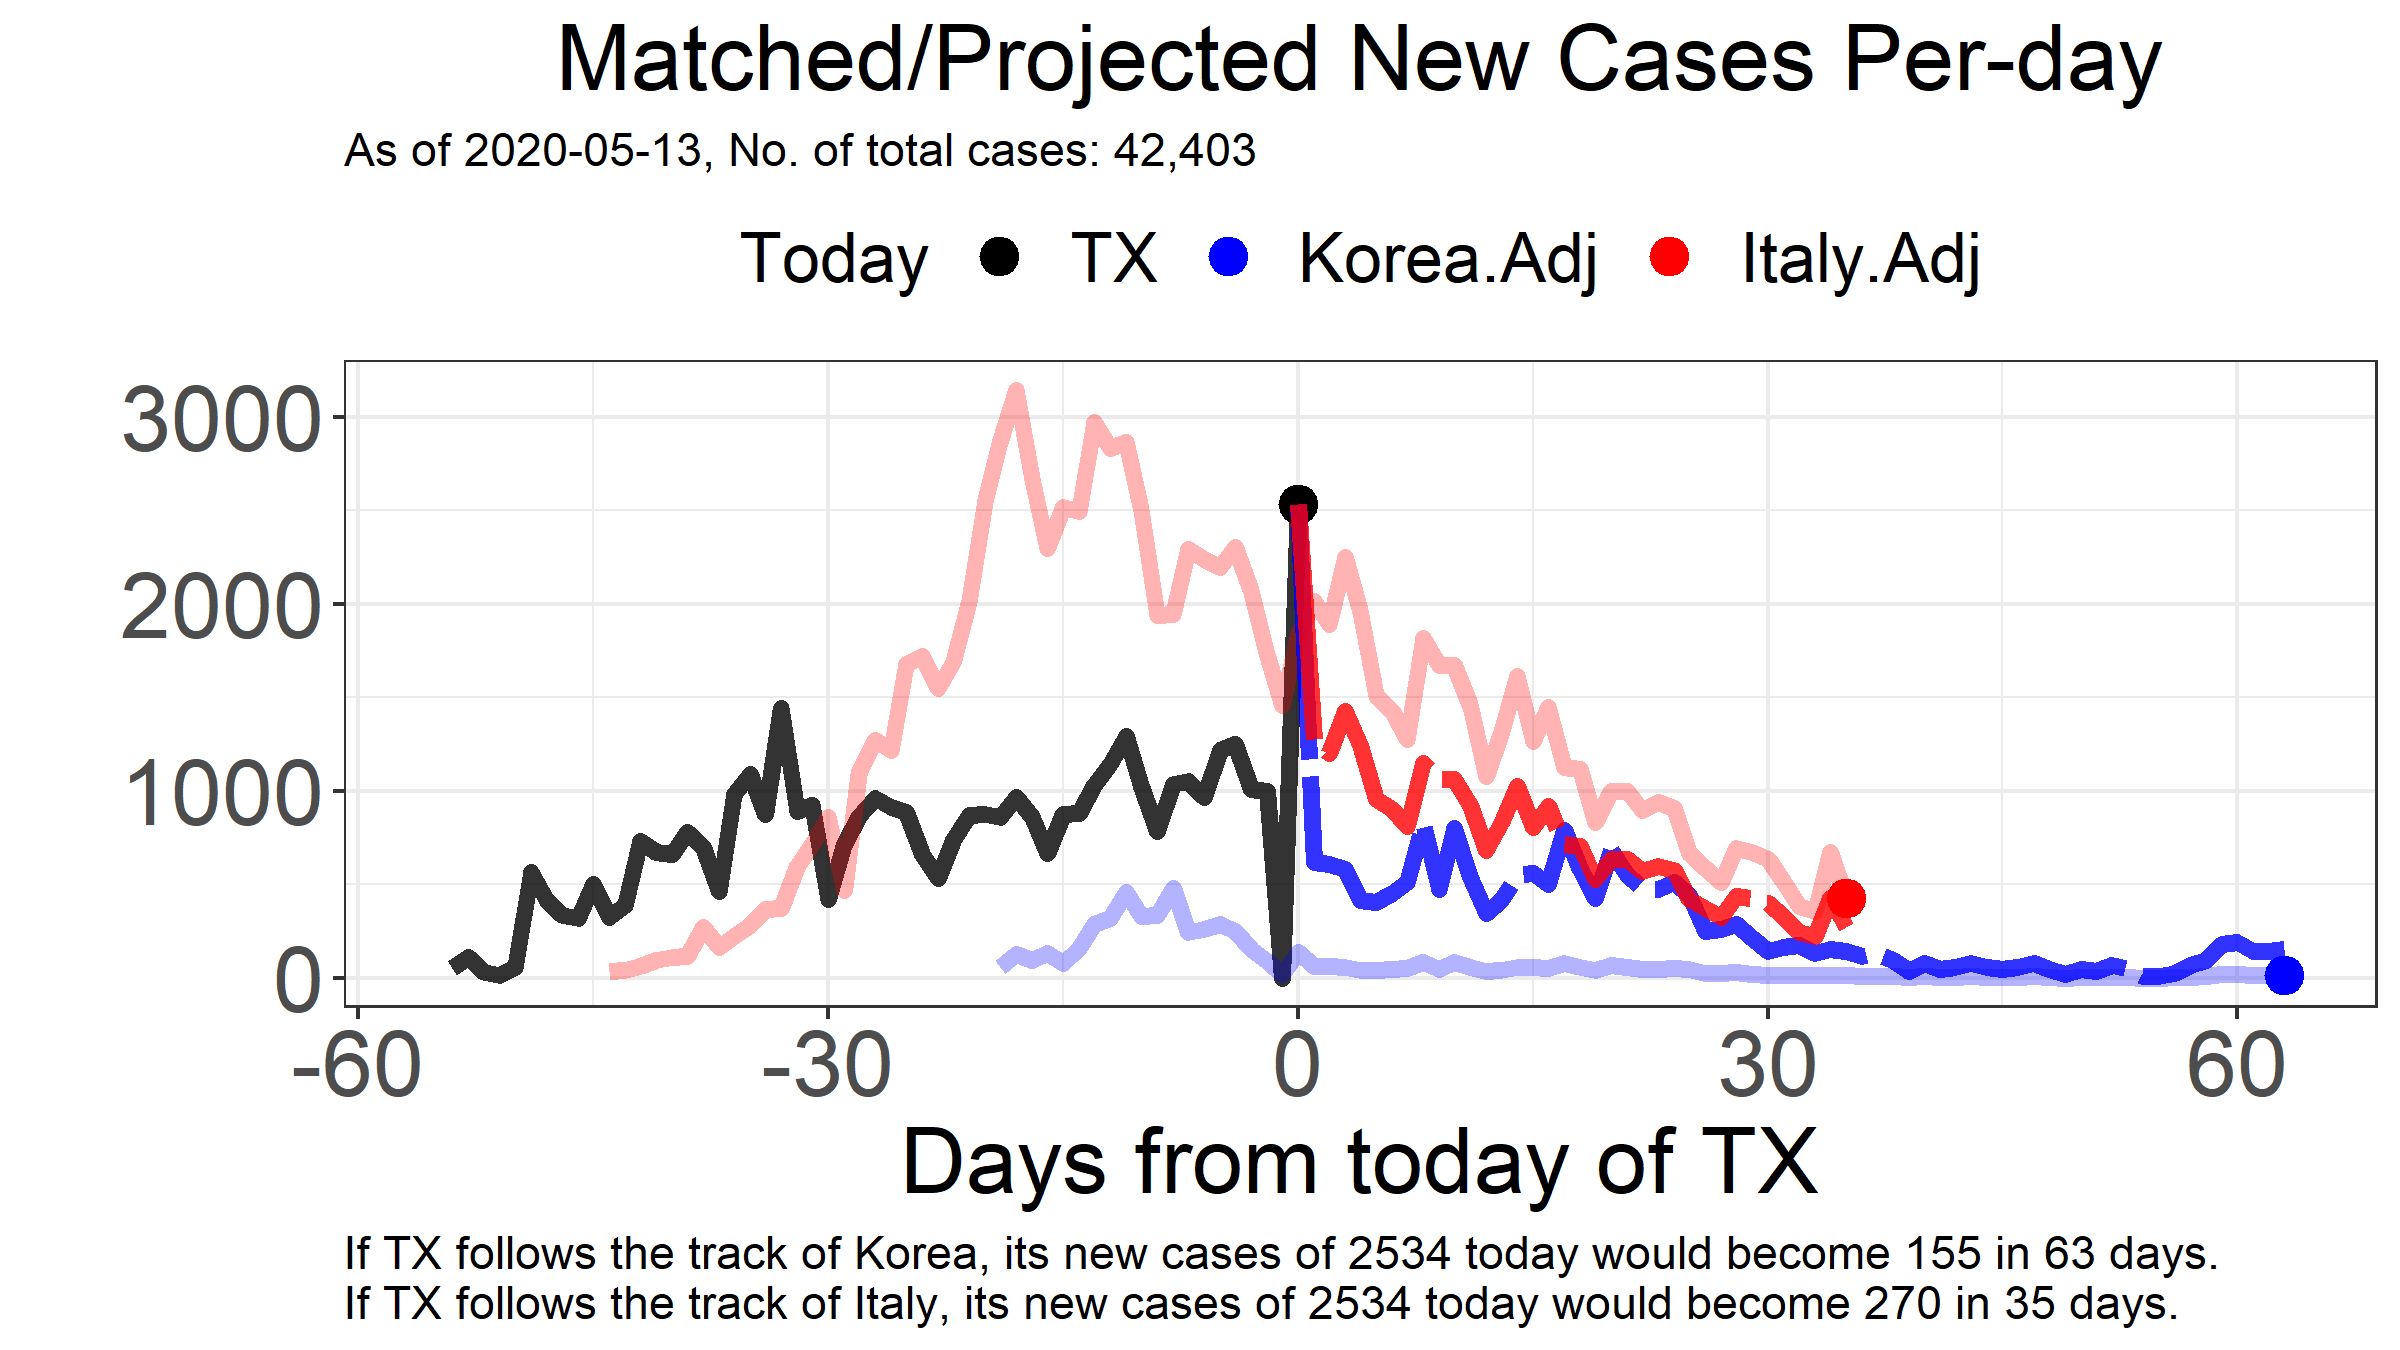 Matched/Projected New Cases Per-day
As of 2020-05-13, No. of total cases: 42,403
Today TX Korea.Adj Italy.Adj
3000
2000
1000
0
-60 -30 0 30 60
Days from today of TX
If TX follows the track of Korea, its new cases of 2534 today would become 155 in 63 days.
If TX follows the track of Italy, its new cases of 2534 today would become 270 in 35 days.